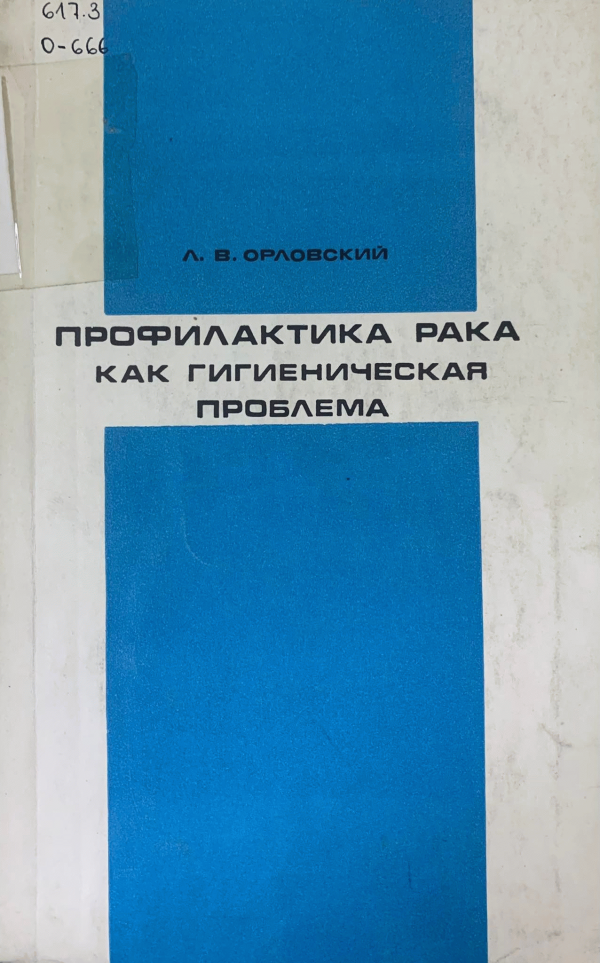 617.3
О-666
Л. В. ОРЛОВСКИЙ
ПРОФИЛАКТИКА РАКА
КАК ГИГИЕНИЧЕСКАЯ
ПРОБЛЕМА